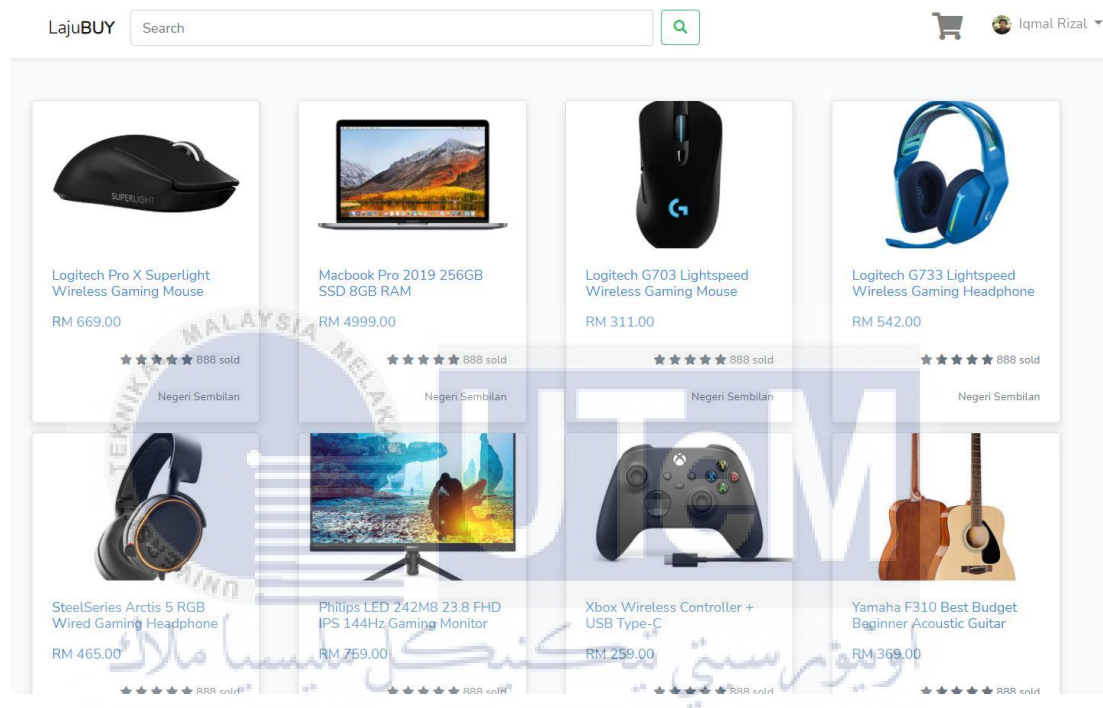 LajuBUY
Search
Iqmal Rizal
SUPERLIGHT
Logitech Pro X Superlight
Wireless Gaming Mouse
RM 669.00
888 sold
Negeri Sembilan
Macbook Pro 2019 256GB
SSD 8GB RAM
RM 4999.00
888 sold
Negeri Sembilan
Logitech G703 Lightspeed
Wireless Gaming Mouse
RM 311.00
888 sold
Negeri Sembilan
Logitech G733 Lightspeed
Wireless Gaming Headphone
RM 542.00
888 sold
Negeri Sembilan
SteelSeries Arctis 5 RGB
Wired Gaming Headphone
RM 465.00
888 sold
Philips LED 242M8 23.8 FHD
IPS 144Hz Gaming Monitor
RM 759.00
888 sold
Y
X
B
A
Xbox Wireless Controller +
USB Type-C
RM 259.00
888 sold
Yamaha F310 Best Budget
Beginner Acoustic Guitar
RM 369.00
888 sold
UTeM
اونيورسيتي تيكنيكل مليسيا ملاك